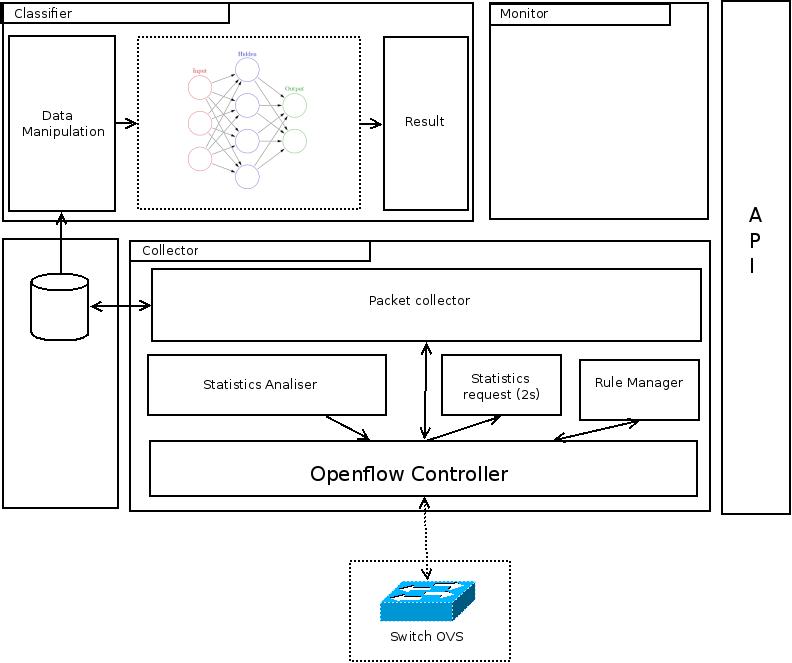 Classifier
Monitor
Data
Manipulation
Input
Hidden
Output
Result
A
P
I
Collector
Packet collector
Statistics Analiser
Statistics
request (2s)
Rule Manager
Openflow Controller
Switch OVS